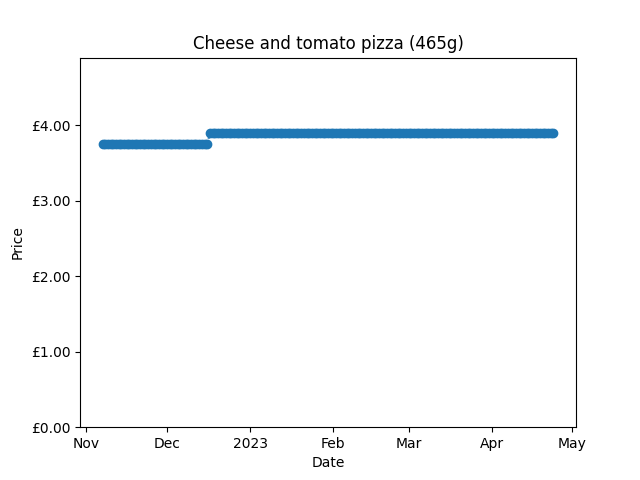 Cheese and tomato pizza (465g)
£4.00
£3.00
£2.00
£1.00
£0.00
Price
Nov Dec 2023 Feb Mar Apr May
Date